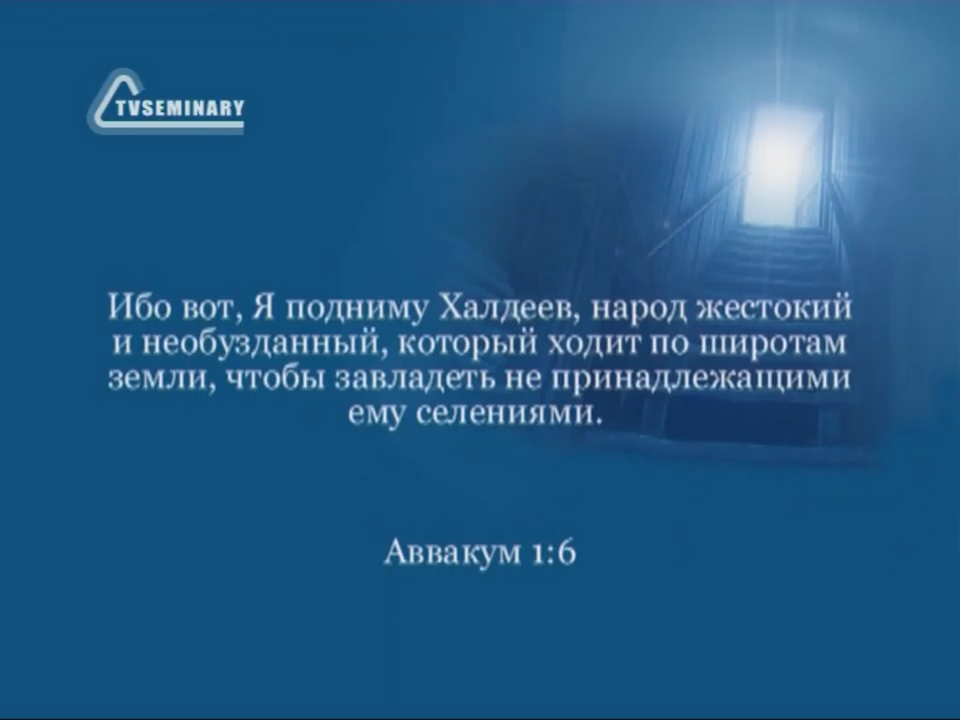 TVSEMINARY
Ибо вот, Я подниму Халдеев, народ жестокий
и необузданный, который ходит по широтам
земли, чтобы завладеть не принадлежащими
ему селениями.
Аввакум 1:6